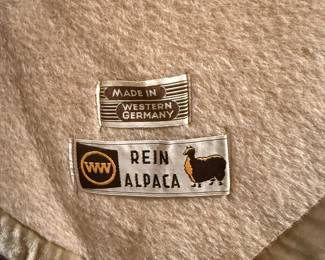 MADE IN
WESTERN
GERMANY
WW REIN
ALPACA